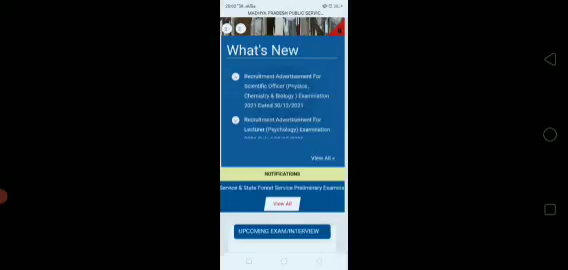 MADHYA PRADESH PUBLIC SERVIC...
What's New
Recruitment Advertisement For
Scientific Officer (Physics,
Chemistry & Biology ) Examination
2021 Dated 30/12/2021
Recruitment Advertisement For
Lecturer (Psychology) Examination
View All »
NOTIFICATIONS
Service & State Forest Service Preliminary Examina
View All
UPCOMING EXAM/INTERVIEW